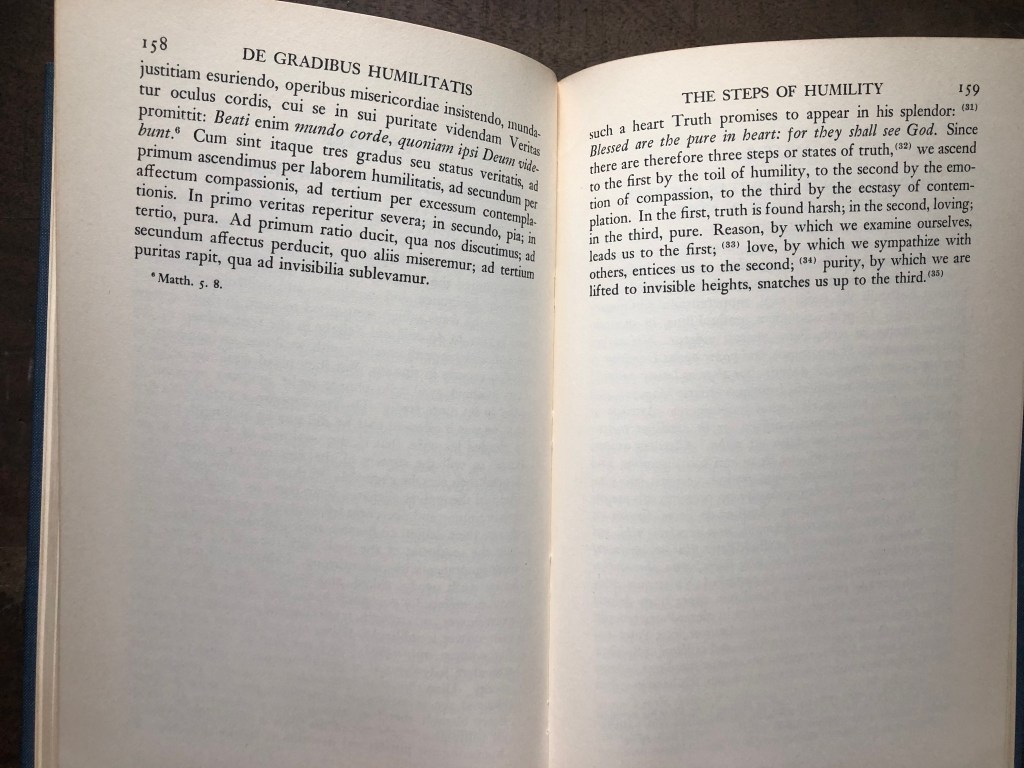 158
DE GRADIBUS HUMILITATIS
justitiam esuriendo, operibus misericordiae insistendo, munda-
tur oculus cordis, cui se in sui puritate videndam Veritas
promittit: Beati enim mundo corde, quoniam ipsi Deum vide-
bunt.⁶ Cum sint itaque tres gradus seu status veritatis, ad
primum ascendimus per laborem humilitatis, ad secundum per
affectum compassionis, ad tertium per excessum contempla-
tionis. In primo veritas reperitur severa; in secundo, pia; in
tertio, pura. Ad primum ratio ducit, qua nos discutimus; ad
secundum affectus perducit, quo aliis miseremur; ad tertium
puritas rapit, qua ad invisibilia sublevamur.
⁶ Matth. 5. 8.
THE STEPS OF HUMILITY
159
such a heart Truth promises to appear in his splendor: ⁽³¹⁾
Blessed are the pure in heart: for they shall see God. Since
there are therefore three steps or states of truth,⁽³²⁾ we ascend
to the first by the toil of humility, to the second by the emo-
tion of compassion, to the third by the ecstasy of contem-
plation. In the first, truth is found harsh; in the second, loving;
in the third, pure. Reason, by which we examine ourselves,
leads us to the first; ⁽³³⁾ love, by which we sympathize with
others, entices us to the second; ⁽³⁴⁾ purity, by which we are
lifted to invisible heights, snatches us up to the third.⁽³⁵⁾